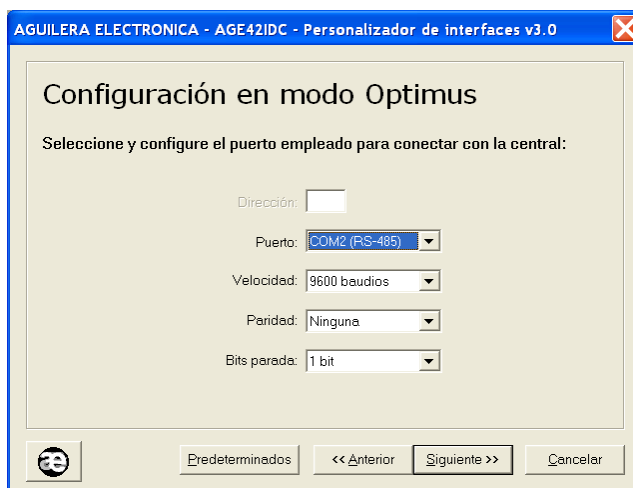 AGUILERA ELECTRONICA - AGE42IDC - Personalizador de interfaces v3.0
Configuración en modo Optimus
Seleccione y configure el puerto empleado para conectar con la central:
Dirección:
Puerto: COM2 (RS-485)
Velocidad: 9600 baudios
Paridad: Ninguna
Bits parada: 1 bit
æ Predeterminados << Anterior Siguiente >> Cancelar